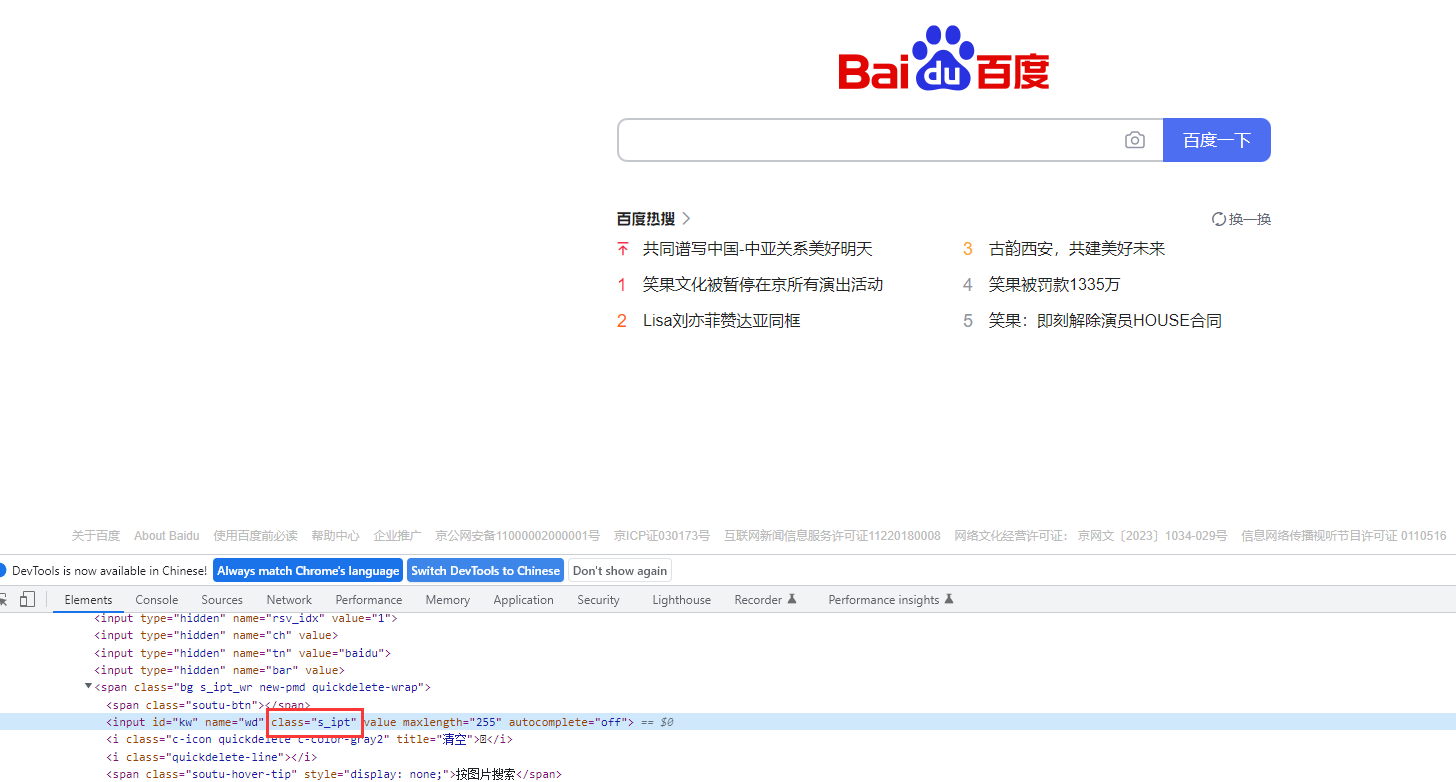 Bai du 百度
百度一下
百度热搜 换一换
共同谱写中国-中亚关系美好明天 3 古韵西安，共建美好未来
1 笑果文化被暂停在京所有演出活动 4 笑果被罚款1335万
2 Lisa刘亦菲赞达亚同框 5 笑果：即刻解除演员HOUSE合同
关于百度 About Baidu 使用百度前必读 帮助中心 企业推广 京公网安备11000002000001号 京ICP证030173号 互联网新闻信息服务许可证11220180008 网络文化经营许可证： 京网文〔2023〕1034-029号 信息网络传播视听节目许可证 0110516
DevTools is now available in Chinese! Always match Chrome's language Switch DevTools to Chinese Don't show again
Elements Console Sources Network Performance Memory Application Security Lighthouse Recorder Performance insights
<input type="hidden" name="rsv_idx" value="1">
<input type="hidden" name="ch" value>
<input type="hidden" name="tn" value="baidu">
<input type="hidden" name="bar" value>
<span class="bg s_ipt_wr new-pmd quickdelete-wrap">
<span class="soutu-btn"></span>
<input id="kw" name="wd" class="s_ipt" value maxlength="255" autocomplete="off"> == $0
<i class="c-icon quickdelete c-color-gray2" title="清空"></i>
<i class="quickdelete-line"></i>
<span class="soutu-hover-tip" style="display: none;">按图片搜索</span>